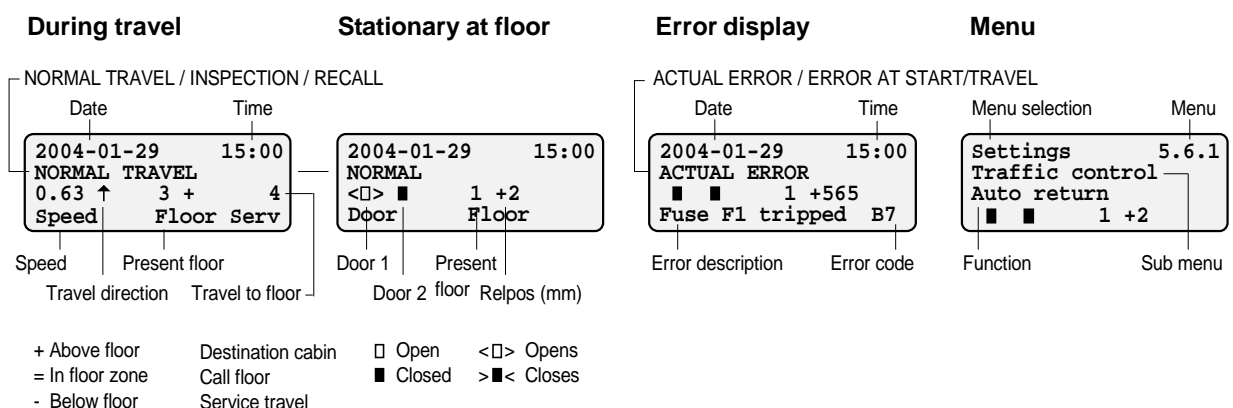 During travel Stationary at floor Error display Menu
NORMAL TRAVEL / INSPECTION / RECALL ACTUAL ERROR / ERROR AT START/TRAVEL
Date Time Date Time Menu selection Menu
2004-01-29 15:00 2004-01-29 15:00 2004-01-29 15:00 Settings 5.6.1
NORMAL TRAVEL NORMAL ACTUAL ERROR Traffic control
0.63 ↑ 3 + 4 <▯> ▮ 1 +2 ▮ ▮ 1 +565 Auto return
Speed Floor Serv Door Floor Fuse F1 tripped B7 ▮ ▮ 1 +2
Speed Present floor Door 1 Present Error description Error code Function Sub menu
Travel direction Travel to floor Door 2 floor Relpos (mm)
+ Above floor Destination cabin ▯ Open <▯> Opens
= In floor zone Call floor ▮ Closed >▮< Closes
- Below floor Service travel